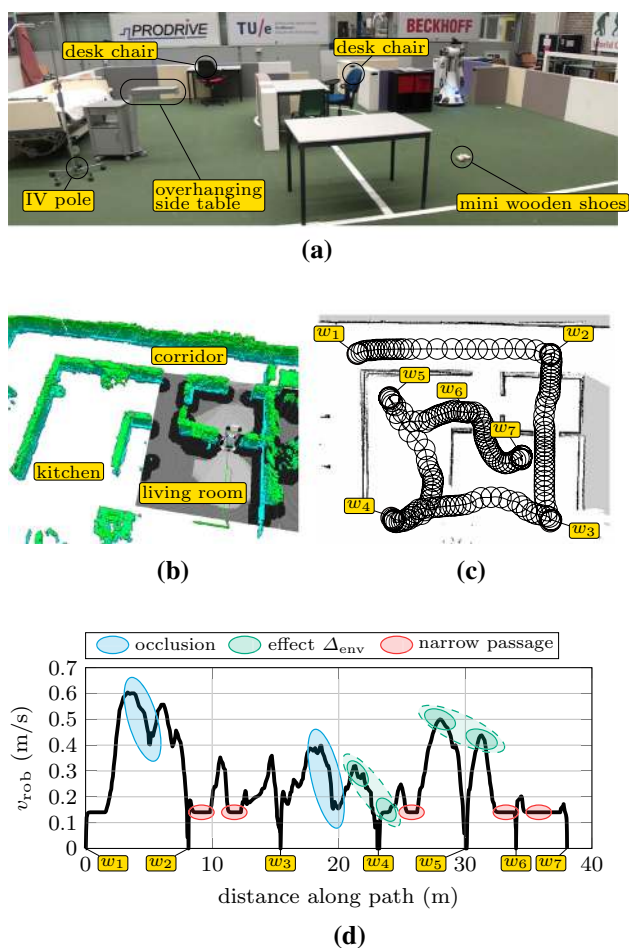 PRODRIVE
TU/e
BECKHOFF
desk chair
desk chair
IV pole
overhanging
side table
mini wooden shoes
(a)
corridor
kitchen
living room
(b)
w1
w2
w5
w6
w7
w4
w3
(c)
occlusion
effect Δenv
narrow passage
vrob (m/s)
0.7
0.6
0.5
0.4
0.3
0.2
0.1
0
0
10
20
30
40
w1
w2
w3
w4
w5
w6
w7
distance along path (m)
(d)